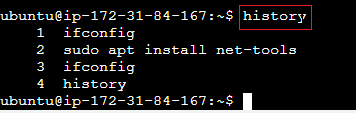 ubuntu@ip-172-31-84-167:~$ history
1 ifconfig
2 sudo apt install net-tools
3 ifconfig
4 history
ubuntu@ip-172-31-84-167:~$